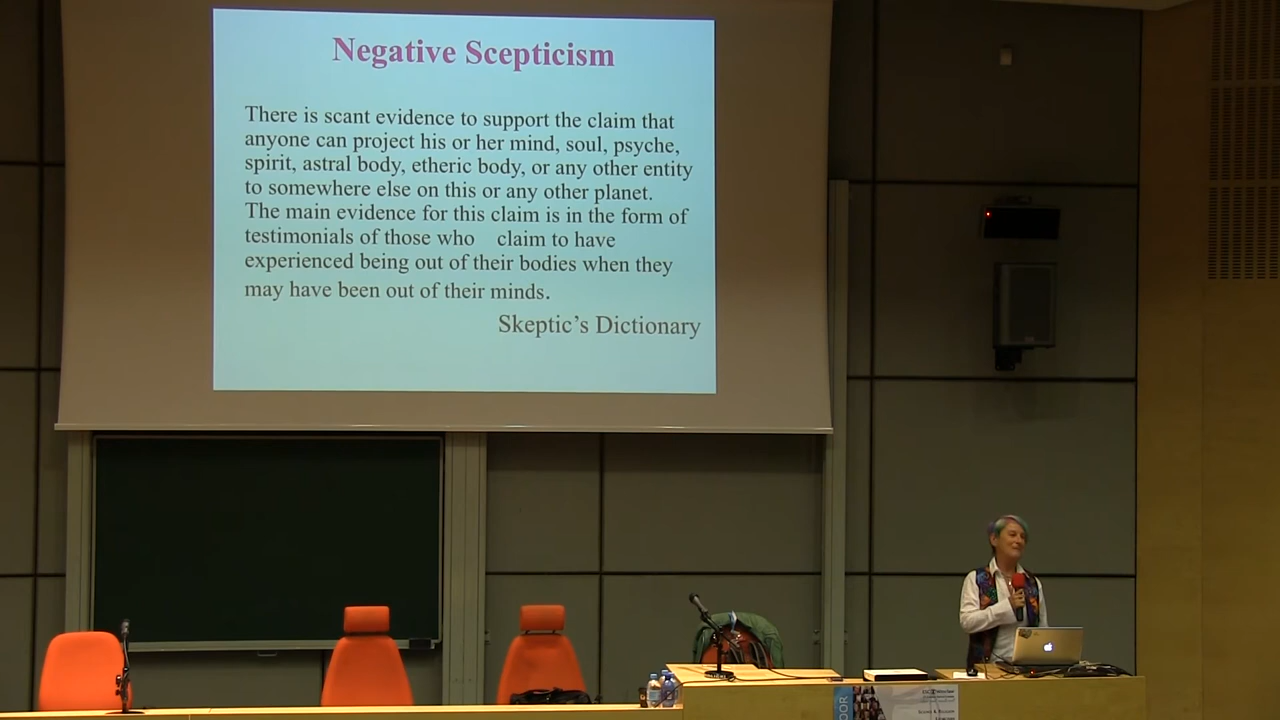 Negative Scepticism
There is scant evidence to support the claim that
anyone can project his or her mind, soul, psyche,
spirit, astral body, etheric body, or any other entity
to somewhere else on this or any other planet.
The main evidence for this claim is in the form of
testimonials of those who claim to have
experienced being out of their bodies when they
may have been out of their minds.
Skeptic's Dictionary